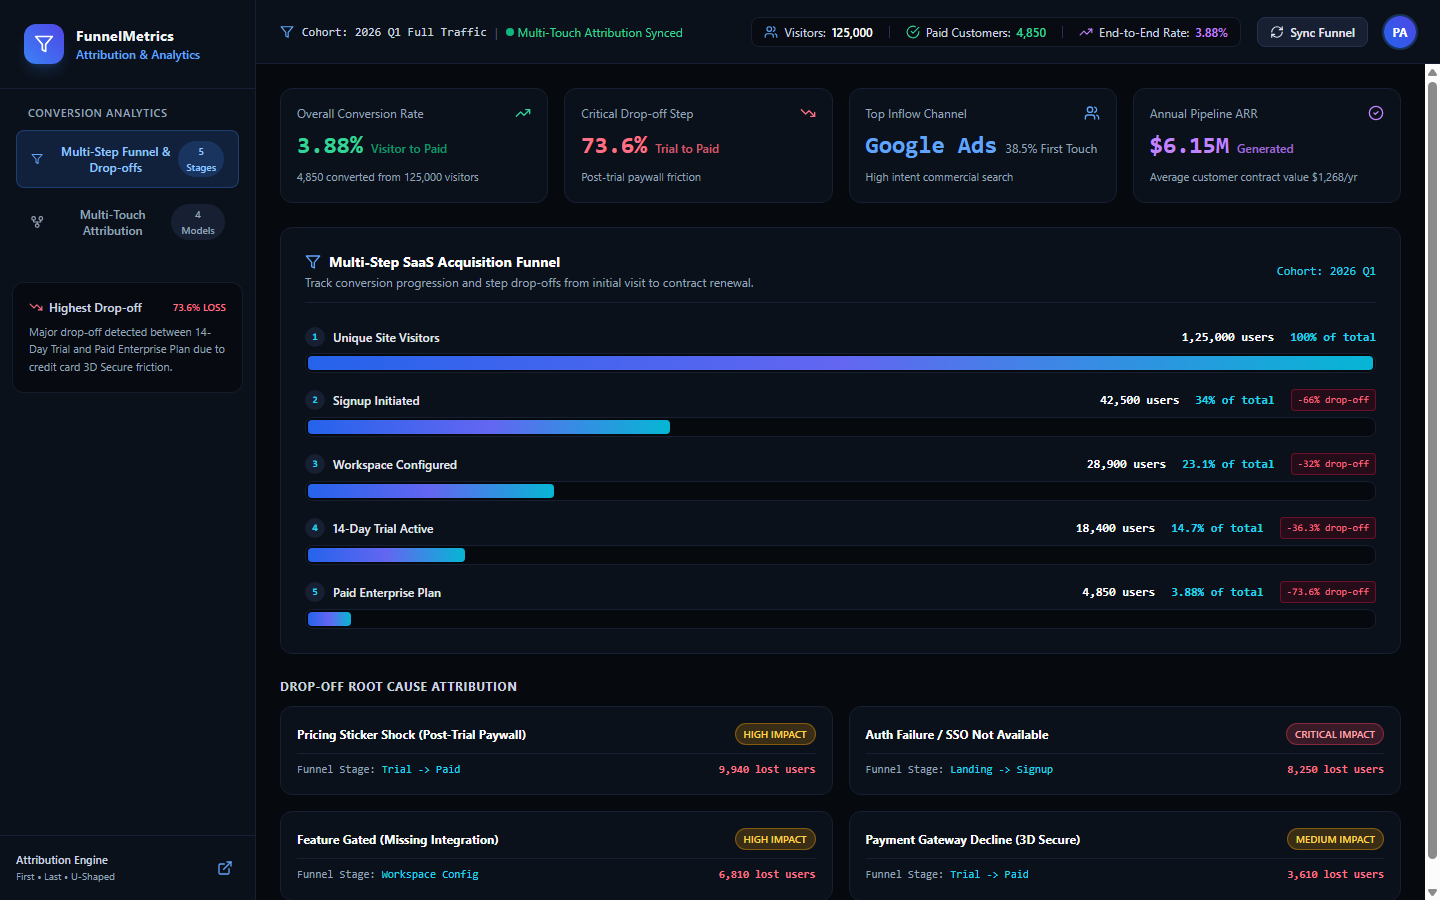 FunnelMetrics
Attribution & Analytics
CONVERSION ANALYTICS
Multi-Step Funnel &
Drop-offs
5
Stages
Multi-Touch
Attribution
4
Models
Highest Drop-off
73.6% LOSS
Major drop-off detected between 14-
Day Trial and Paid Enterprise Plan due to
credit card 3D Secure friction.
Attribution Engine
First • Last • U-Shaped
Cohort: 2026 Q1 Full Traffic | Multi-Touch Attribution Synced
Visitors: 125,000
Paid Customers: 4,850
End-to-End Rate: 3.88%
Sync Funnel
PA
Overall Conversion Rate
3.88% Visitor to Paid
4,850 converted from 125,000 visitors
Critical Drop-off Step
73.6% Trial to Paid
Post-trial paywall friction
Top Inflow Channel
Google Ads 38.5% First Touch
High intent commercial search
Annual Pipeline ARR
$6.15M Generated
Average customer contract value $1,268/yr
Multi-Step SaaS Acquisition Funnel
Track conversion progression and step drop-offs from initial visit to contract renewal.
Cohort: 2026 Q1
1 Unique Site Visitors 1,25,000 users 100% of total
2 Signup Initiated 42,500 users 34% of total -66% drop-off
3 Workspace Configured 28,900 users 23.1% of total -32% drop-off
4 14-Day Trial Active 18,400 users 14.7% of total -36.3% drop-off
5 Paid Enterprise Plan 4,850 users 3.88% of total -73.6% drop-off
DROP-OFF ROOT CAUSE ATTRIBUTION
Pricing Sticker Shock (Post-Trial Paywall) HIGH IMPACT
Funnel Stage: Trial -> Paid 9,940 lost users
Auth Failure / SSO Not Available CRITICAL IMPACT
Funnel Stage: Landing -> Signup 8,250 lost users
Feature Gated (Missing Integration) HIGH IMPACT
Funnel Stage: Workspace Config 6,810 lost users
Payment Gateway Decline (3D Secure) MEDIUM IMPACT
Funnel Stage: Trial -> Paid 3,610 lost users